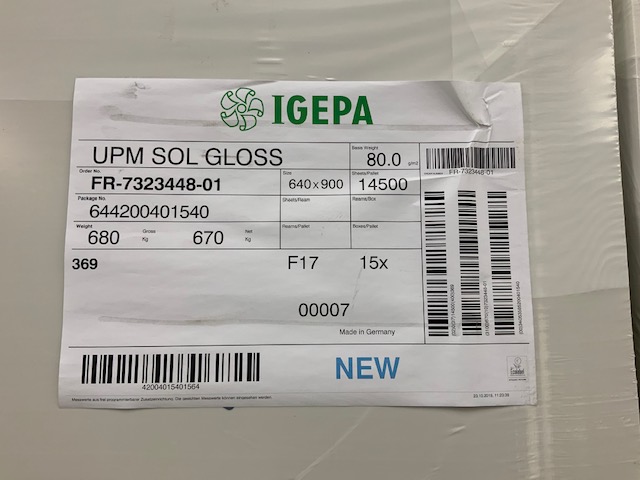 IGEPA
UPM SOL GLOSS
Basis Weight
80.0 g/m2
FR-7323448-01
Order No.
FR-7323448-01
Size
640x900
Sheets/Pallet
14500
Package No.
644200401540
Sheets/Ream
Reams/Box
Weight
680 Gross Kg
670 Net Kg
Reams/Pallet
Boxes/Pallet
369
F17
15x
00007
Made in Germany
NEW
42004015401564